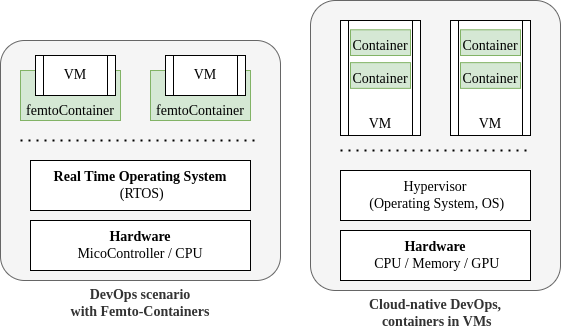 VM
VM
femtoContainer
femtoContainer
Real Time Operating System
(RTOS)
Hardware
MicoController / CPU
DevOps scenario
with Femto-Containers
Container
Container
Container
Container
VM
VM
Hypervisor
(Operating System, OS)
Hardware
CPU / Memory / GPU
Cloud-native DevOps,
containers in VMs